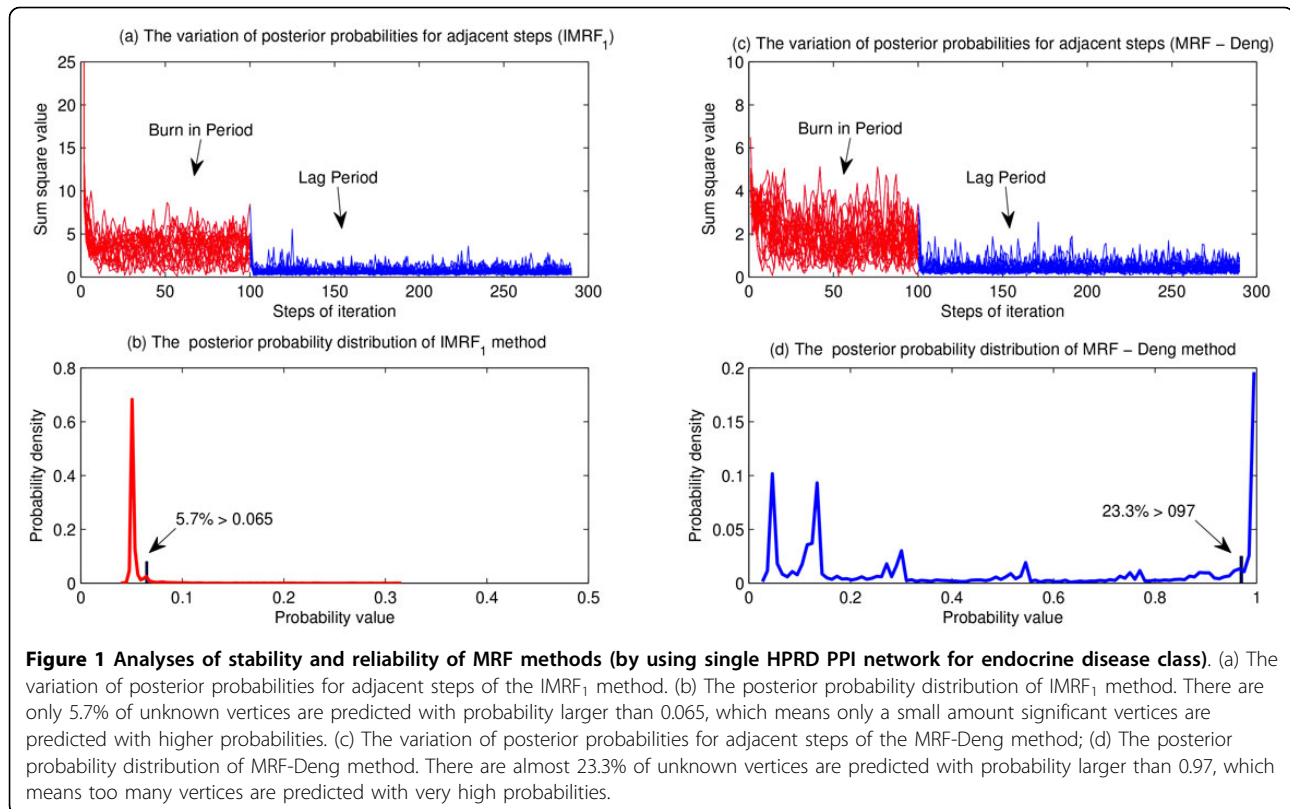 (a) The variation of posterior probabilities for adjacent steps (IMRF₁)
25
20
15
10
5
0
Sum square value
Burn in Period
Lag Period
0 50 100 150 200 250 300
Steps of iteration
(c) The variation of posterior probabilities for adjacent steps (MRF – Deng)
10
8
6
4
2
0
Sum square value
Burn in Period
Lag Period
0 50 100 150 200 250 300
Steps of iteration
(b) The posterior probability distribution of IMRF₁ method
0.8
0.6
0.4
0.2
0
Probability density
5.7% > 0.065
0 0.1 0.2 0.3 0.4 0.5
Probability value
(d) The posterior probability distribution of MRF – Deng method
0.2
0.15
0.1
0.05
0
Probability density
23.3% > 097
0 0.2 0.4 0.6 0.8 1
Probability value
Figure 1 Analyses of stability and reliability of MRF methods (by using single HPRD PPI network for endocrine disease class). (a) The
variation of posterior probabilities for adjacent steps of the IMRF₁ method. (b) The posterior probability distribution of IMRF₁ method. There are
only 5.7% of unknown vertices are predicted with probability larger than 0.065, which means only a small amount significant vertices are
predicted with higher probabilities. (c) The variation of posterior probabilities for adjacent steps of the MRF-Deng method; (d) The posterior
probability distribution of MRF-Deng method. There are almost 23.3% of unknown vertices are predicted with probability larger than 0.97, which
means too many vertices are predicted with very high probabilities.